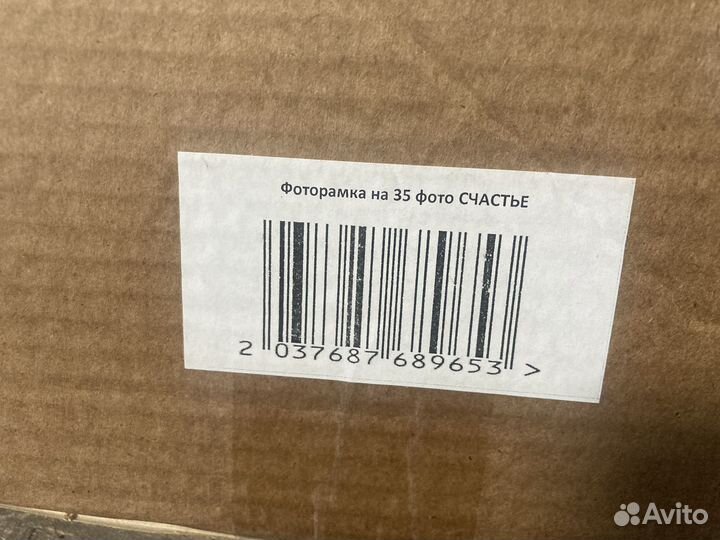 Фоторамка на 35 фото СЧАСТЬЕ
2 037687 689653 >
Avito